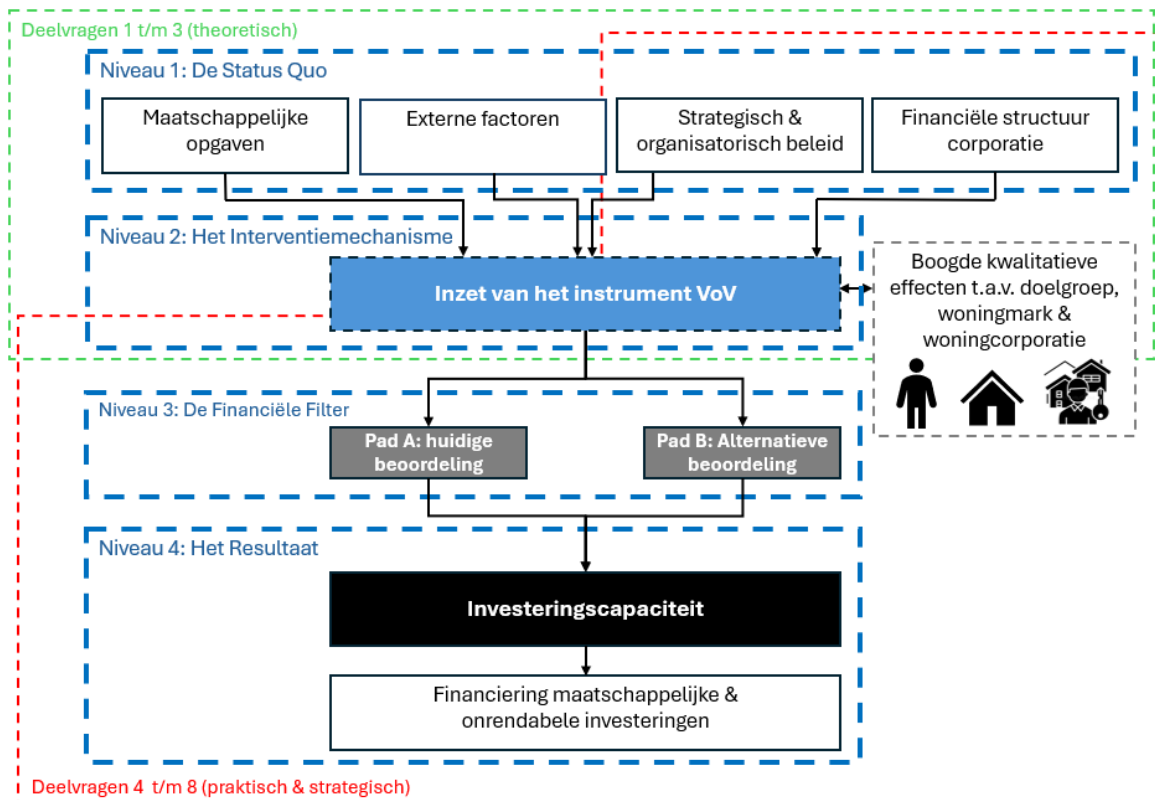 Deelvragen 1 t/m 3 (theoretisch)
Niveau 1: De Status Quo
Maatschappelijke
opgaven
Externe factoren
Strategisch &
organisatorisch beleid
Financiële structuur
corporatie
Niveau 2: Het Interventiemechanisme
Inzet van het instrument VoV
Boogde kwalitatieve
effecten t.a.v. doelgroep,
woningmark &
woningcorporatie
Niveau 3: De Financiële Filter
Pad A: huidige
beoordeling
Pad B: Alternatieve
beoordeling
Niveau 4: Het Resultaat
Investeringscapaciteit
Financiering maatschappelijke &
onrendabele investeringen
Deelvragen 4 t/m 8 (praktisch & strategisch)